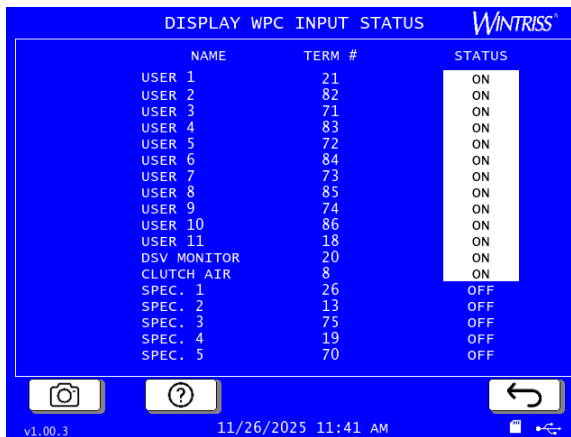 DISPLAY WPC INPUT STATUS WINTRISS®
NAME TERM # STATUS
USER 1 21 ON
USER 2 82 ON
USER 3 71 ON
USER 4 83 ON
USER 5 72 ON
USER 6 84 ON
USER 7 73 ON
USER 8 85 ON
USER 9 74 ON
USER 10 86 ON
USER 11 18 ON
DSV MONITOR 20 ON
CLUTCH AIR 8 ON
SPEC. 1 26 OFF
SPEC. 2 13 OFF
SPEC. 3 75 OFF
SPEC. 4 19 OFF
SPEC. 5 70 OFF
?
v1.00.3 11/26/2025 11:41 AM